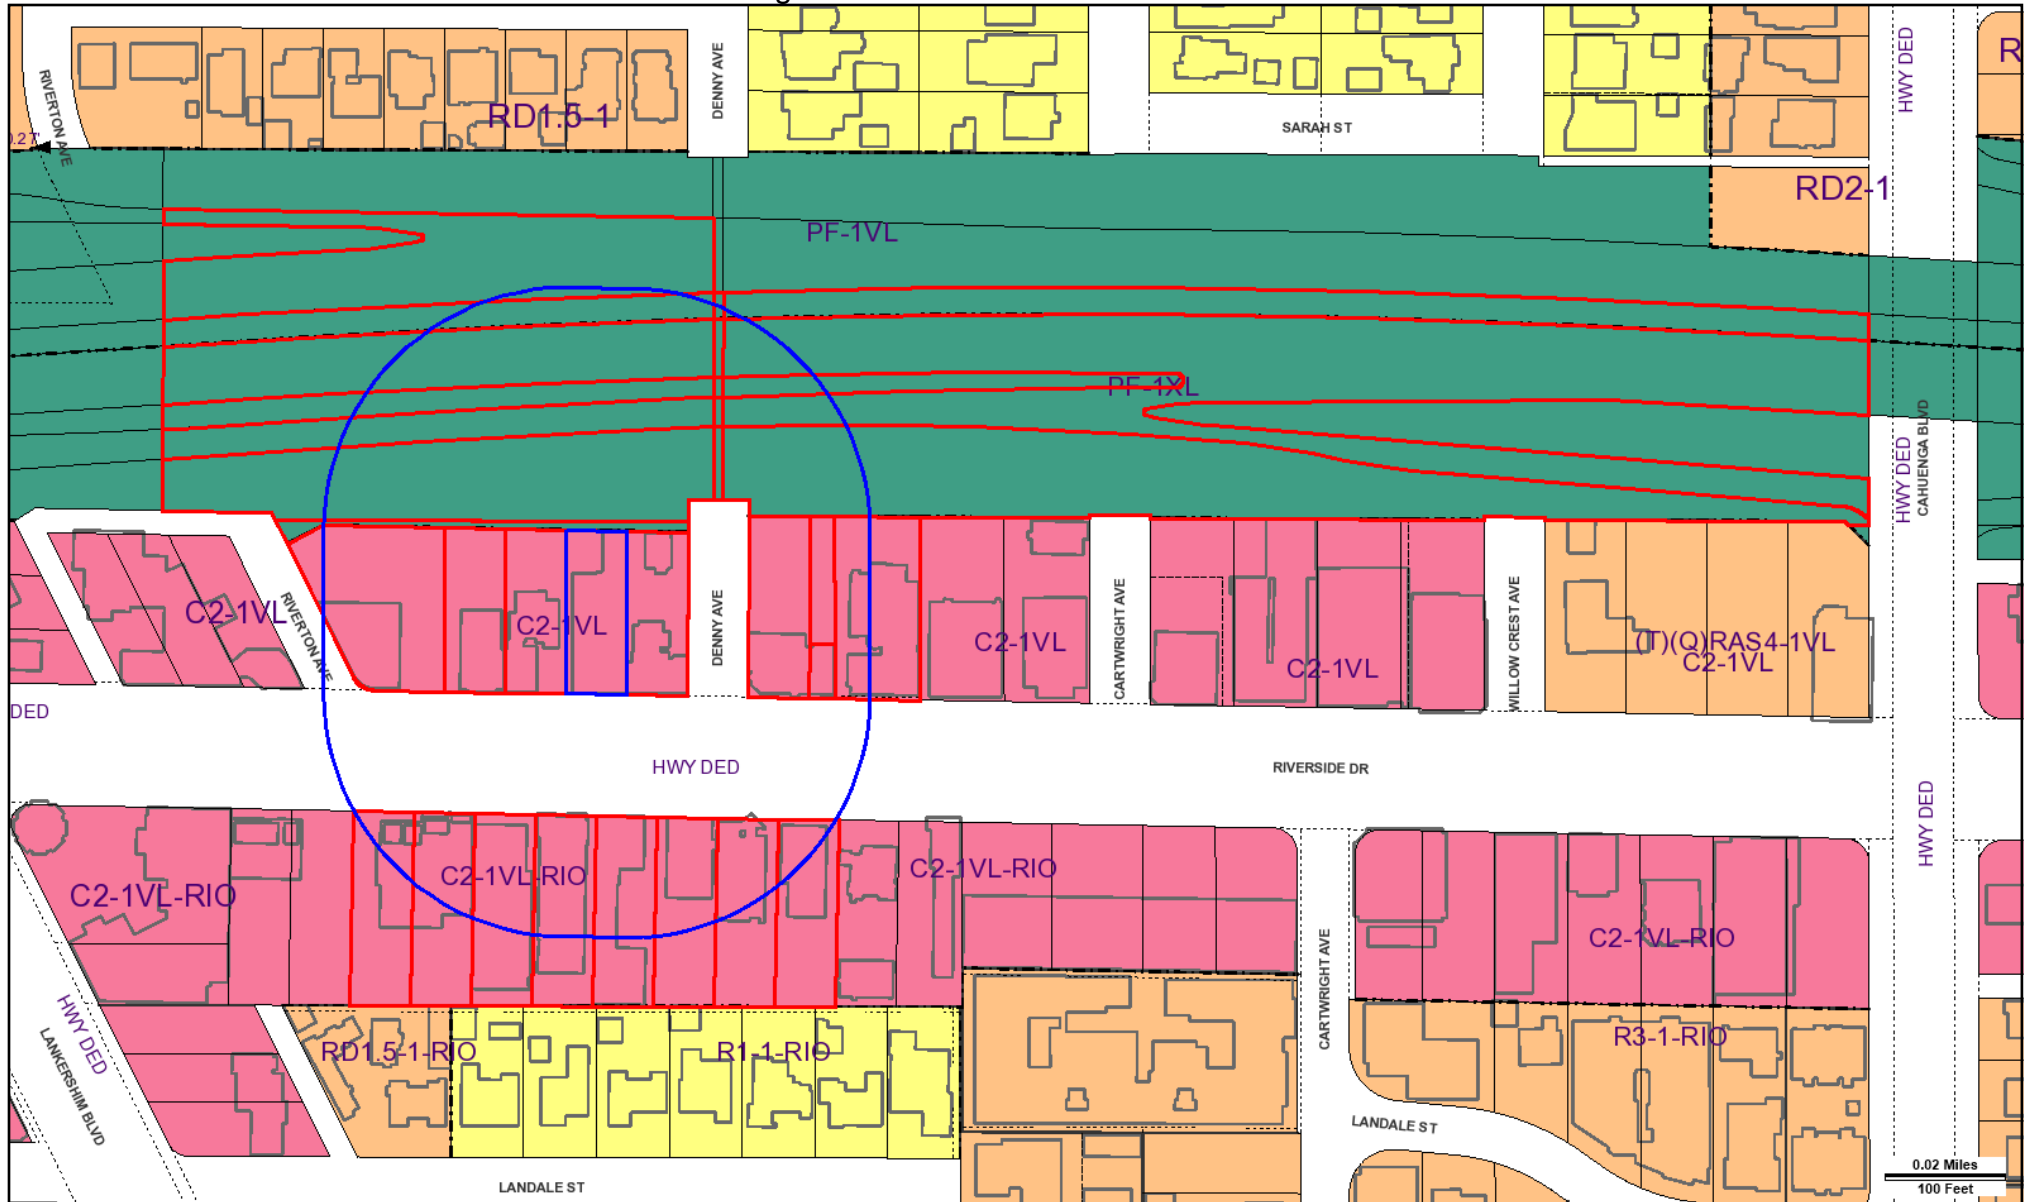 RIVERTON AVE
DENNY AVE
HWY DED
R
RD1.5-1
SARAH ST
0.27'
RD2-1
PF-1VL
PF-1XL
CAHUENGA BLVD
HWY DED
C2-1VL
RIVERTON AVE
C2-1VL
DENNY AVE
C2-1VL
CARTWRIGHT AVE
C2-1VL
WILLOW CREST AVE
(T)(Q)RAS4-1VL
C2-1VL
DED
HWY DED
RIVERSIDE DR
HWY DED
C2-1VL-RIO
C2-1VL-RIO
C2-1VL-RIO
C2-1VL-RIO
CARTWRIGHT AVE
HWY DED
LANKERSHIM BLVD
RD1.5-1-RIO
R1-1-RIO
R3-1-RIO
LANDALE ST
LANDALE ST
0.02 Miles
100 Feet